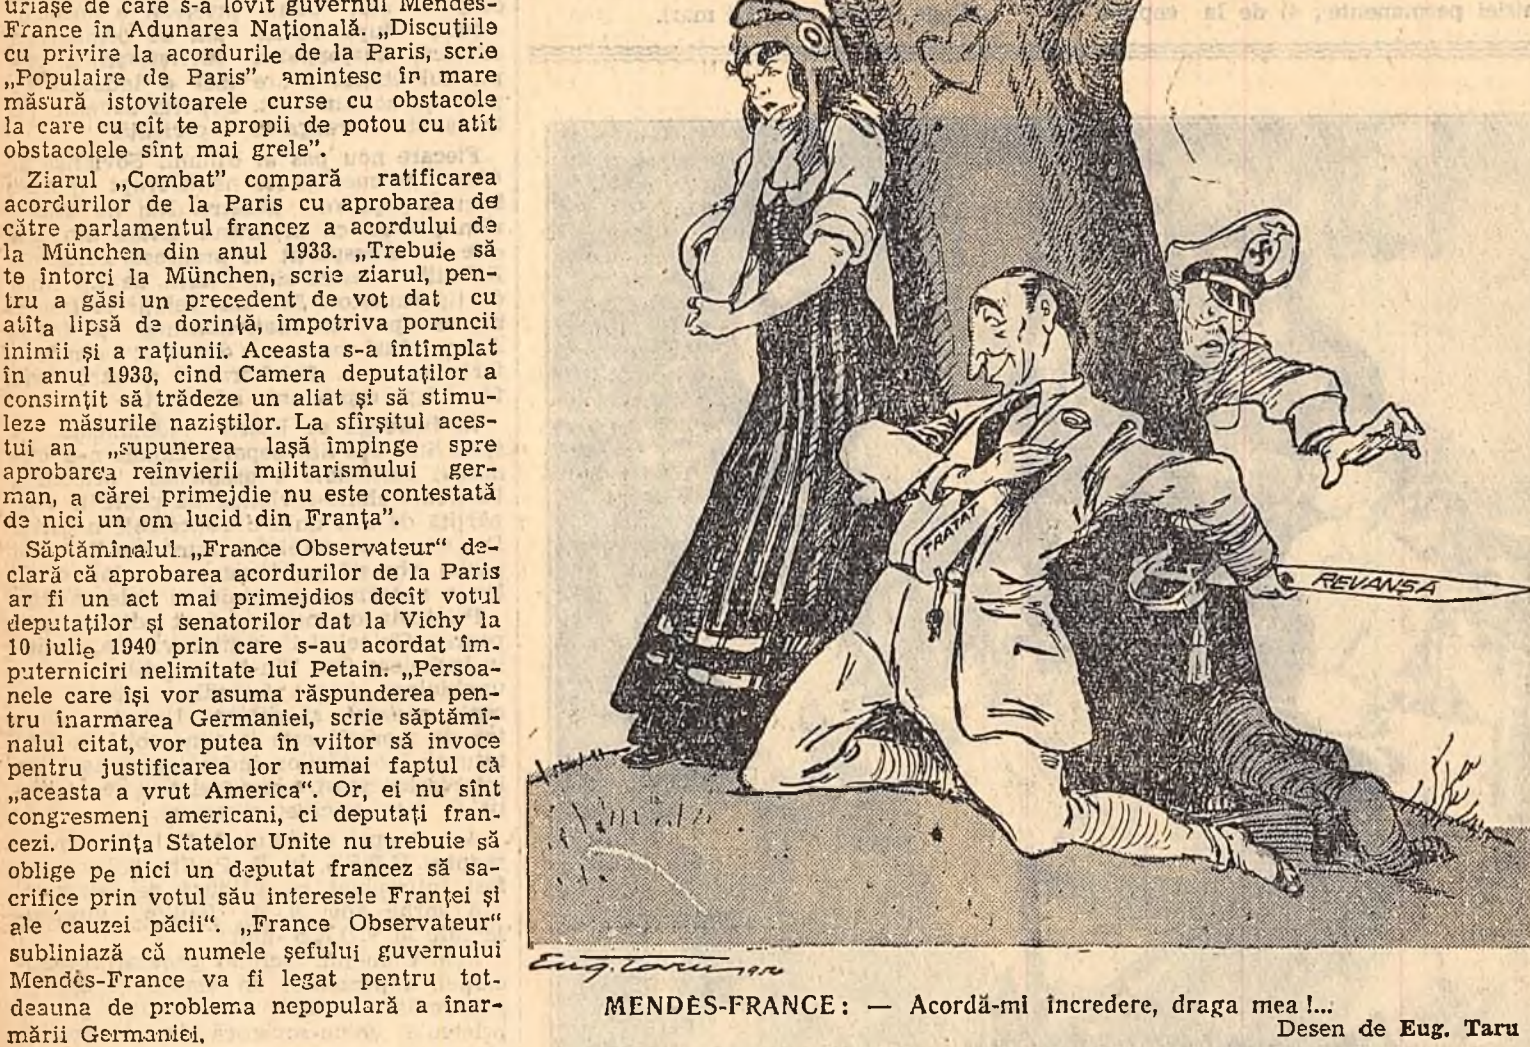 uriașe de care s-a lovit guvernul Mendès-
France în Adunarea Națională. „Discuțiile
cu privire la acordurile de la Paris, scrie
„Populaire de Paris” amintesc în mare
măsură istovitoarele curse cu obstacole
la care cu cît te apropii de potou cu atît
obstacolele sînt mai grele”.
Ziarul „Combat” compară ratificarea
acordurilor de la Paris cu aprobarea de
către parlamentul francez a acordului de
la München din anul 1938. „Trebuie să
te întorci la München, scrie ziarul, pen-
tru a găsi un precedent de vot dat cu
atîta lipsă de dorință, împotriva poruncii
inimii și a rațiunii. Aceasta s-a întîmplat
în anul 1938, cînd Camera deputaților a
consimțit să trădeze un aliat și să stimu-
leze măsurile naziștilor. La sfîrșitul aces-
tui an „supunerea lașă împinge spre
aprobarea reînvierii militarismului ger-
man, a cărei primejdie nu este contestată
de nici un om lucid din Franța”.
Săptămînalul „France Observateur“ de-
clară că aprobarea acordurilor de la Paris
ar fi un act mai primejdios decît votul
deputaților și senatorilor dat la Vichy la
10 iulie 1940 prin care s-au acordat îm-
puterniciri nelimitate lui Petain. „Persoa-
nele care își vor asuma răspunderea pen-
tru înarmarea Germaniei, scrie săptămî-
nalul citat, vor putea în viitor să invoce
pentru justificarea lor numai faptul că
„aceasta a vrut America“. Or, ei nu sînt
congresmeni americani, ci deputați fran-
cezi. Dorința Statelor Unite nu trebuie să
oblige pe nici un deputat francez să sa-
crifice prin votul său interesele Franței și
ale cauzei păcii“. „France Observateur“
subliniază că numele șefului guvernului
Mendès-France va fi legat pentru tot-
deauna de problema nepopulară a înar-
mării Germaniei.
TRATAT
REVANȘA
Eug. Taru
MENDÈS-FRANCE: — Acordă-mi încredere, draga mea !...
Desen de Eug. Taru